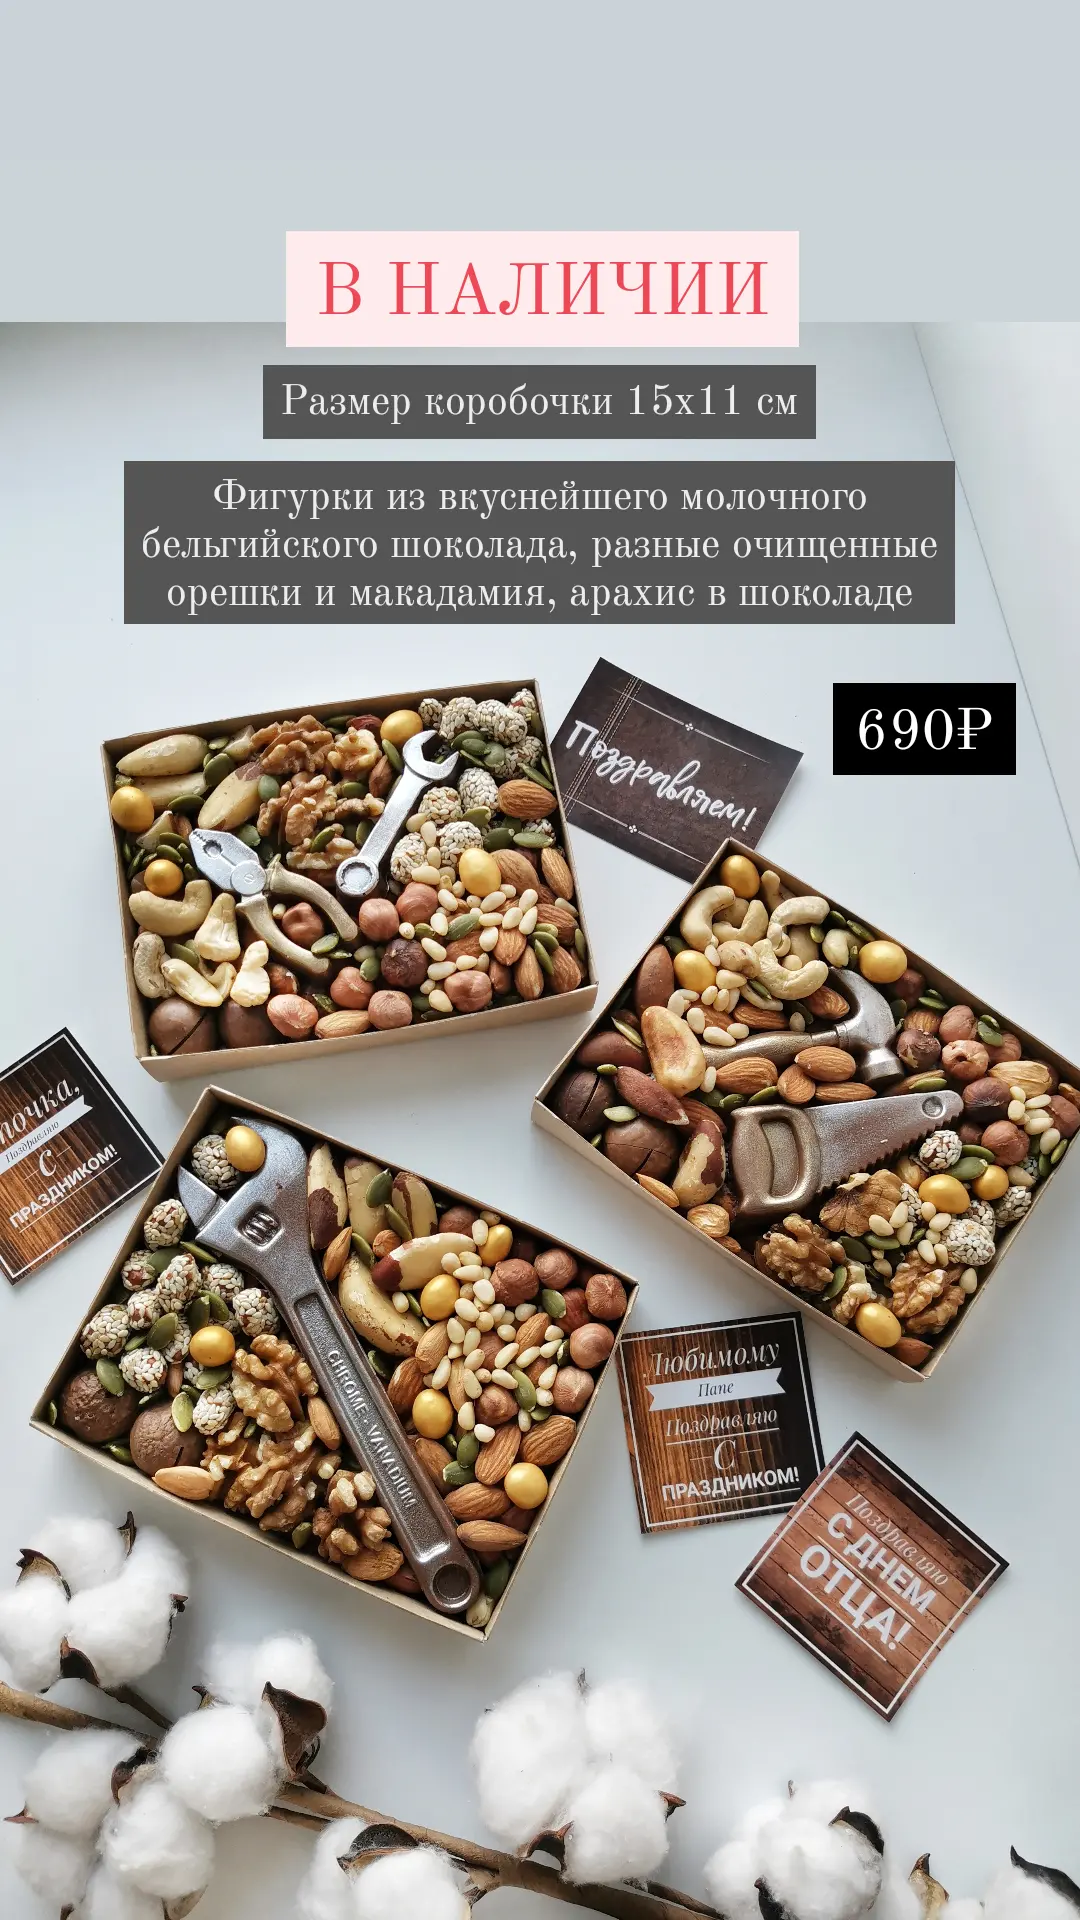 В НАЛИЧИИ
Размер коробочки 15х11 см
Фигурки из вкуснейшего молочного
бельгийского шоколада, разные очищенные
орешки и макадамия, арахис в шоколаде
690₽
Поздравляем!
Поздравляю
С
ПРАЗДНИКОМ!
CHROME-VANADIUM
Любимому
Папе
Поздравляю
С
ПРАЗДНИКОМ!
Поздравляю
С ДНЕМ
ОТЦА!